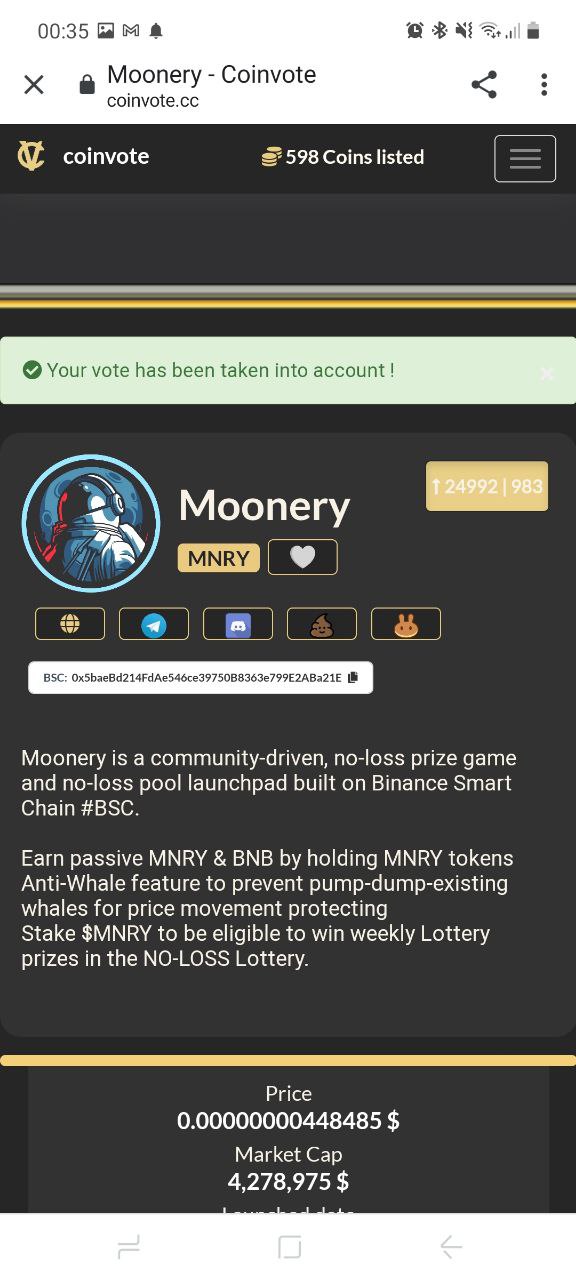 00:35
Moonery - Coinvote
coinvote.cc
coinvote
598 Coins listed
Your vote has been taken into account !
×
Moonery
24992 | 983
MNRY
BSC: 0x5baeBd214FdAe546ce39750B8363e799E2ABa21E
Moonery is a community-driven, no-loss prize game
and no-loss pool launchpad built on Binance Smart
Chain #BSC.
Earn passive MNRY & BNB by holding MNRY tokens
Anti-Whale feature to prevent pump-dump-existing
whales for price movement protecting
Stake $MNRY to be eligible to win weekly Lottery
prizes in the NO-LOSS Lottery.
Price
0.00000000448485 $
Market Cap
4,278,975 $
Launched date